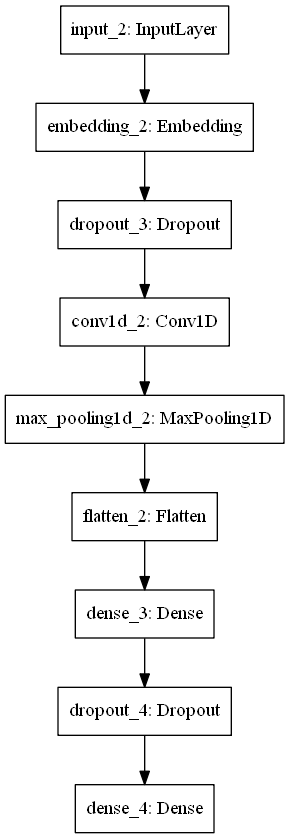 input_2: InputLayer
embedding_2: Embedding
dropout_3: Dropout
conv1d_2: Conv1D
max_pooling1d_2: MaxPooling1D
flatten_2: Flatten
dense_3: Dense
dropout_4: Dropout
dense_4: Dense